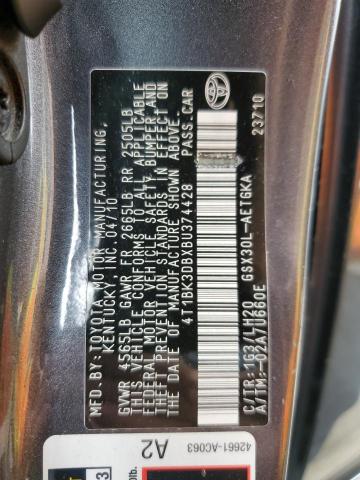 MFD BY:TOYOTA MOTOR MANUFACTURING,
KENTUCKY INC.04/10
GVWR 4565LB GAWR FR 2665LB RR 2505LB
THIS VEHICLE CONFORMS TO ALL APPLICABLE
FEDERAL MOTOR VEHICLE SAFETY, BUMPER, AND
THEFT PREVENTION STANDARDS IN EFFECT ON
THE DATE OF MANUFACTURE SHOWN ABOVE.
4T1BK3DBXBU374428 PASS.CAR
TOYOTA
C/TR:1G3/LH20 GSX30L-AETGKA
A/TM:-02A/U660E 23710
42661-AC063
A2